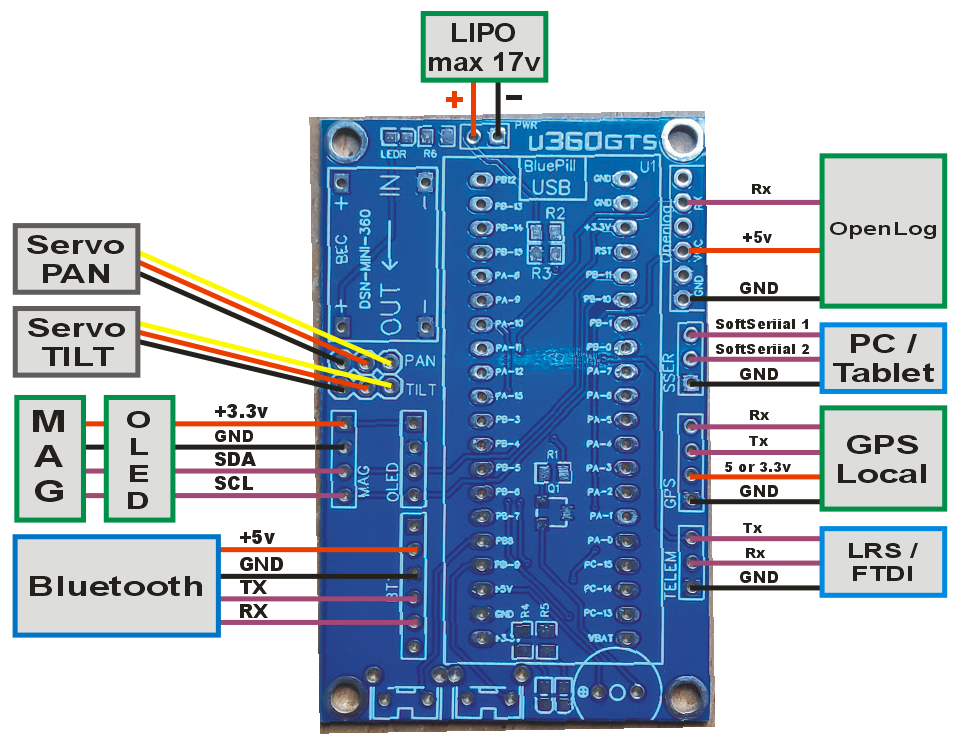 LIPO
max 17v
+ −
PWR
LEDR
R6
u360GTS
BluePill
USB
U1
IN
+ −
BEC
DSN-MINI-360
OUT
+ −
PAN
TILT
R2
R3
PB12
PB-13
PB-14
PB-15
PA-8
PA-9
PA-10
PA-11
PA-12
PA-15
PB-3
PB-4
PB-5
PB-6
PB-7
PB8
PB-9
+5V
GND
+3.3V
GND
GND
+3.3V
RST
PB-11
PB-10
PB-1
PB-0
PA-7
PA-6
PA-5
PA-4
PA-3
PA-2
PA-1
PA-0
PC-15
PC-14
PC-13
VBAT
R1
Q1
R4
R5
Openlog
RX
VCC
GND
SSER
GPS
TELEM
MAG
OLED
BT
Servo
PAN
Servo
TILT
MAG
OLED
+3.3v
GND
SDA
SCL
Bluetooth
+5v
GND
TX
RX
Rx
+5v
GND
OpenLog
SoftSeriial 1
SoftSeriial 2
GND
PC /
Tablet
Rx
Tx
5 or 3.3v
GND
GPS
Local
Tx
Rx
GND
LRS /
FTDI